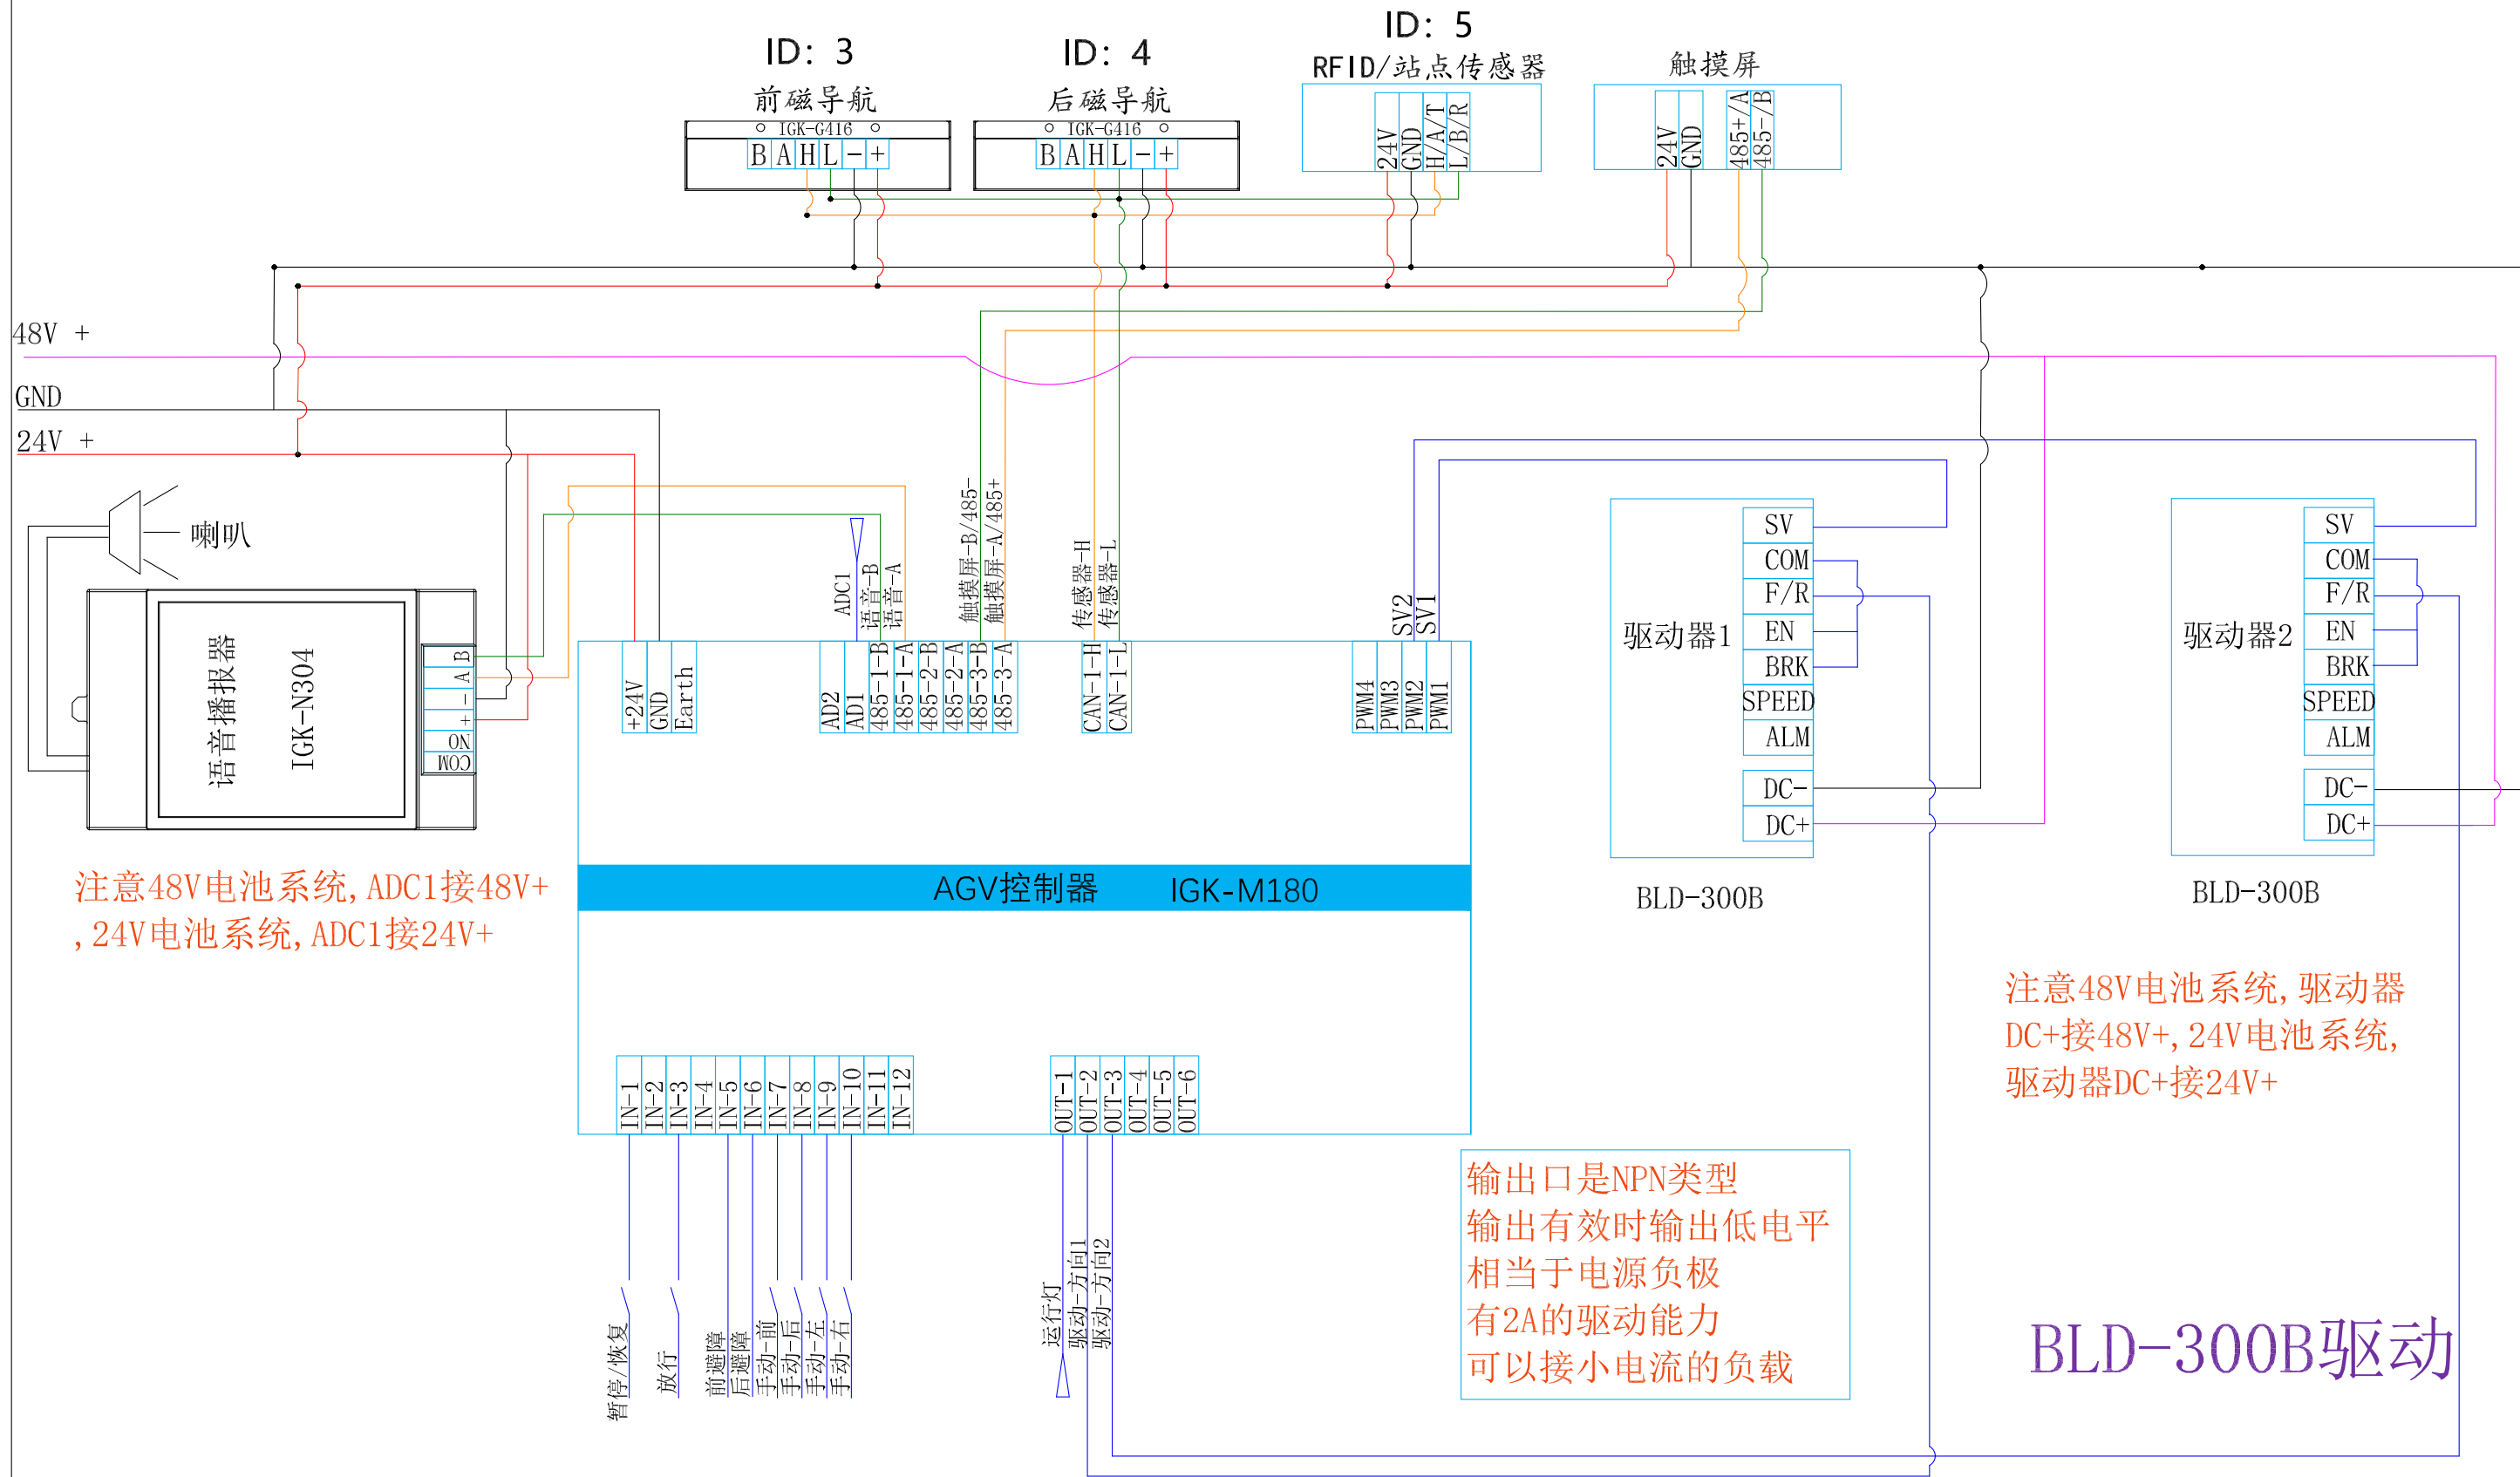 ID: 3
ID: 4
ID: 5
前磁导航
后磁导航
RFID/站点传感器
触摸屏
IGK-G416
B A H L - +
IGK-G416
B A H L - +
24V
GND
H/A/T
L/B/R
24V
GND
485+/A
485-/B
48V +
GND
24V +
喇叭
语音播报器
IGK-N304
B
A
-
+
NO
COM
ADC1
语音-B
语音-A
触摸屏-B/485-
触摸屏-A/485+
传感器-H
传感器-L
SV2
SV1
+24V
GND
Earth
AD2
AD1
485-1-B
485-1-A
485-2-B
485-2-A
485-3-B
485-3-A
CAN-1-H
CAN-1-L
PWM4
PWM3
PWM2
PWM1
驱动器1
SV
COM
F/R
EN
BRK
SPEED
ALM
DC-
DC+
BLD-300B
驱动器2
SV
COM
F/R
EN
BRK
SPEED
ALM
DC-
DC+
BLD-300B
AGV控制器 IGK-M180
注意48V电池系统,ADC1接48V+
,24V电池系统,ADC1接24V+
注意48V电池系统,驱动器
DC+接48V+,24V电池系统,
驱动器DC+接24V+
IN-1
IN-2
IN-3
IN-4
IN-5
IN-6
IN-7
IN-8
IN-9
IN-10
IN-11
IN-12
OUT-1
OUT-2
OUT-3
OUT-4
OUT-5
OUT-6
暂停/恢复
放行
前避障
后避障
手动-前
手动-后
手动-左
手动-右
运行灯
驱动-方向1
驱动-方向2
输出口是NPN类型
输出有效时输出低电平
相当于电源负极
有2A的驱动能力
可以接小电流的负载
BLD-300B驱动